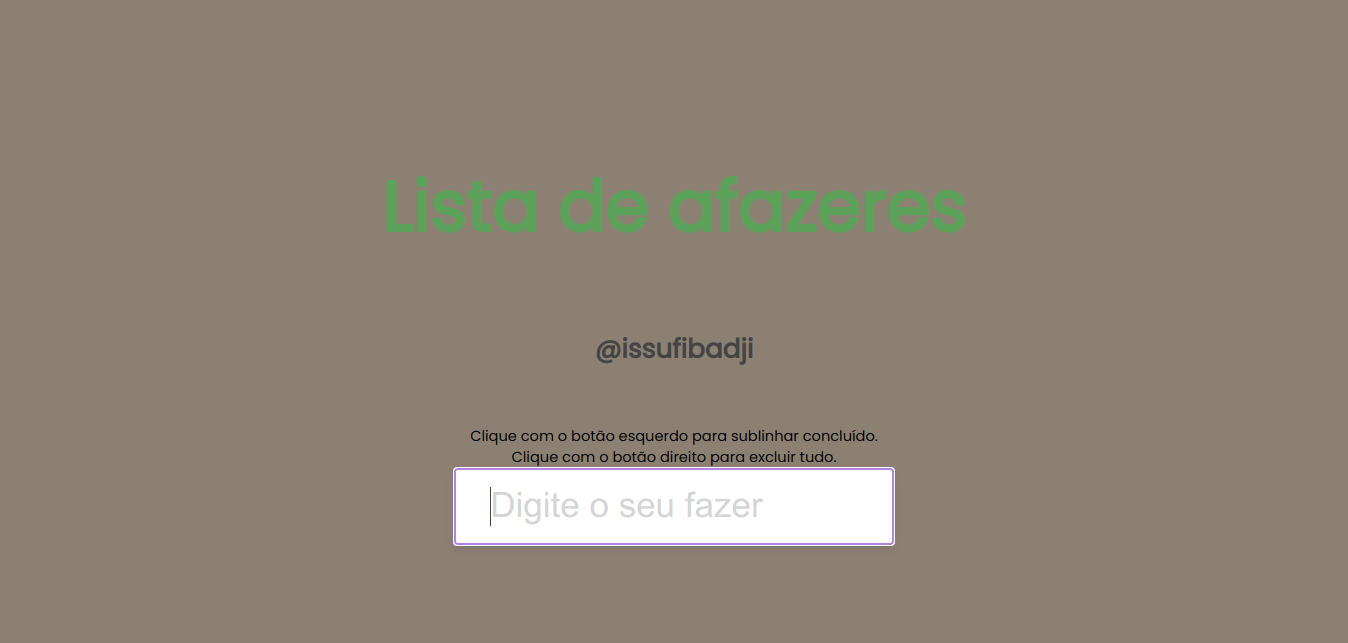 Lista de afazeres
@issufibadji
Clique com o botão esquerdo para sublinhar concluído.
Clique com o botão direito para excluir tudo.
Digite o seu fazer